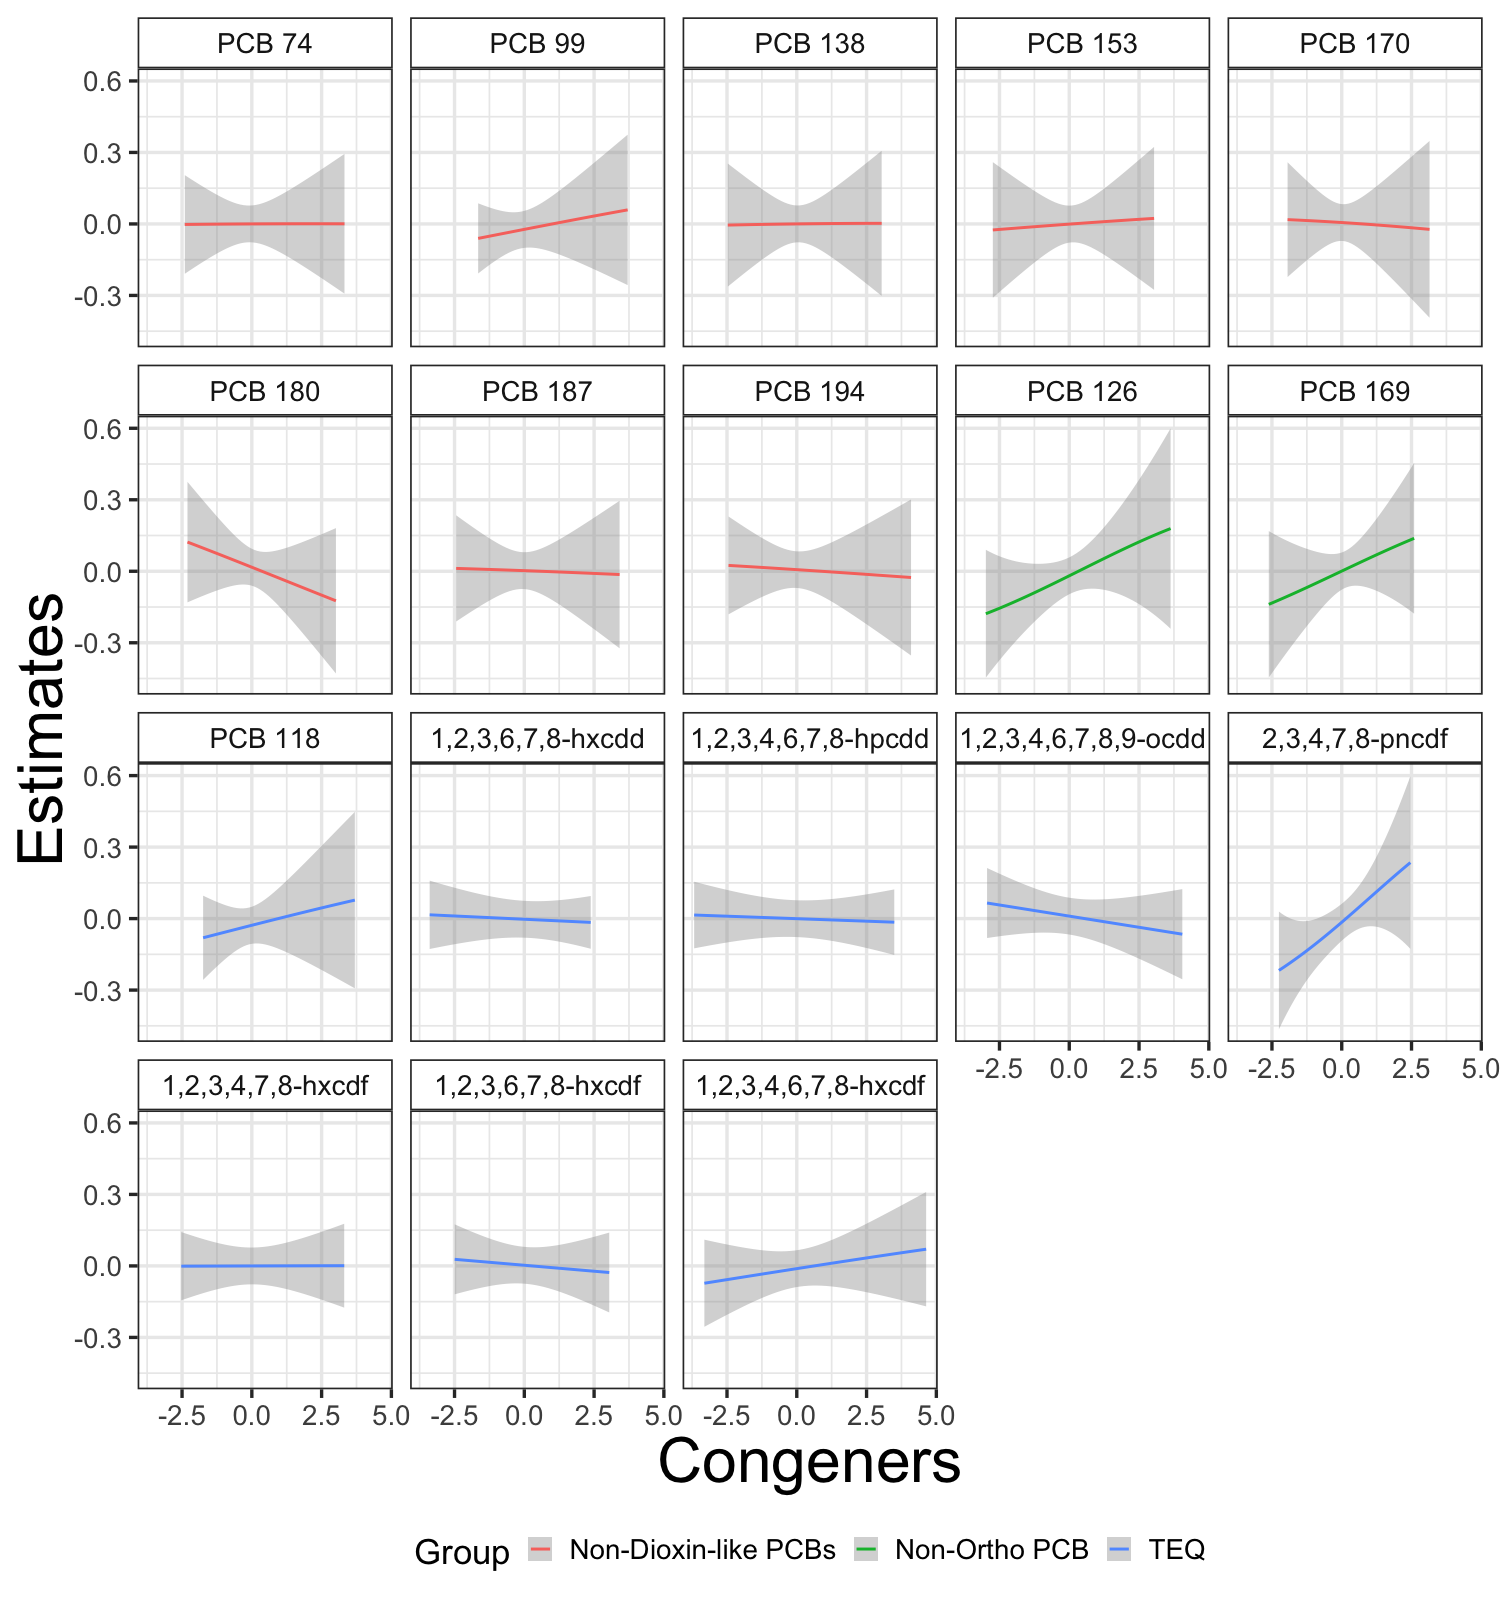 PCB 74 PCB 99 PCB 138 PCB 153 PCB 170
0.6
0.3
0.0
-0.3
PCB 180 PCB 187 PCB 194 PCB 126 PCB 169
0.6
0.3
0.0
-0.3
Estimates
PCB 118 1,2,3,6,7,8-hxcdd 1,2,3,4,6,7,8-hpcdd 1,2,3,4,6,7,8,9-ocdd 2,3,4,7,8-pncdf
0.6
0.3
0.0
-0.3
-2.5 0.0 2.5 5.0 -2.5 0.0 2.5 5.0
1,2,3,4,7,8-hxcdf 1,2,3,6,7,8-hxcdf 1,2,3,4,6,7,8-hxcdf
0.6
0.3
0.0
-0.3
-2.5 0.0 2.5 5.0 -2.5 0.0 2.5 5.0 -2.5 0.0 2.5 5.0
Congeners
Group Non-Dioxin-like PCBs Non-Ortho PCB TEQ